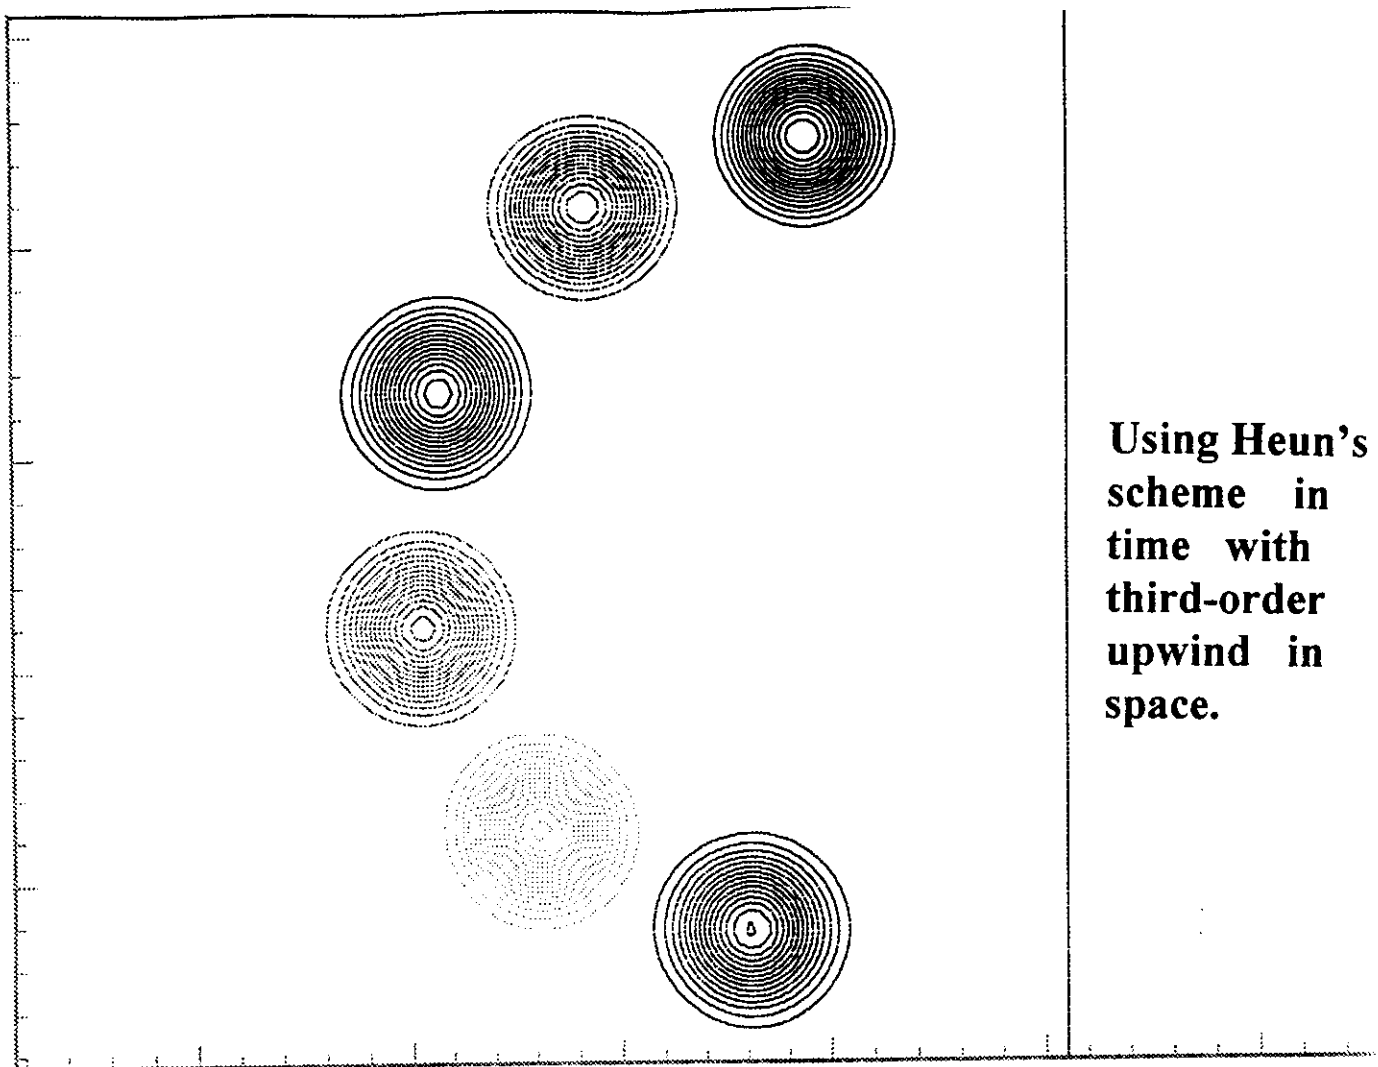 Using Heun's
scheme in
time with
third-order
upwind in
space.